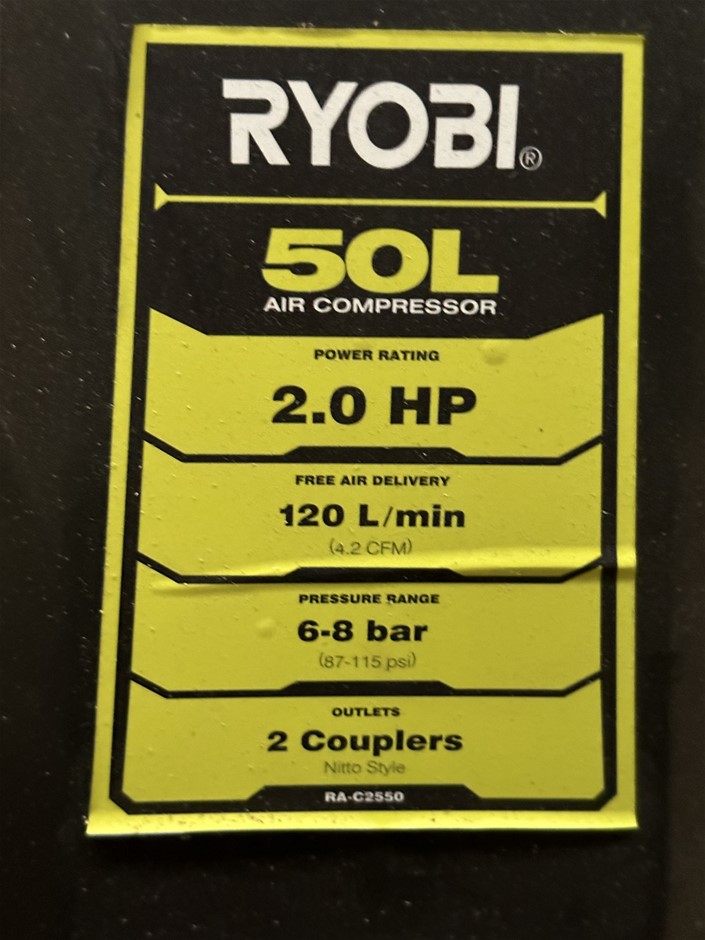 RYOBI®
50L
AIR COMPRESSOR
POWER RATING
2.0 HP
FREE AIR DELIVERY
120 L/min
(4.2 CFM)
PRESSURE RANGE
6-8 bar
(87-115 psi)
OUTLETS
2 Couplers
Nitto Style
RA-C2550